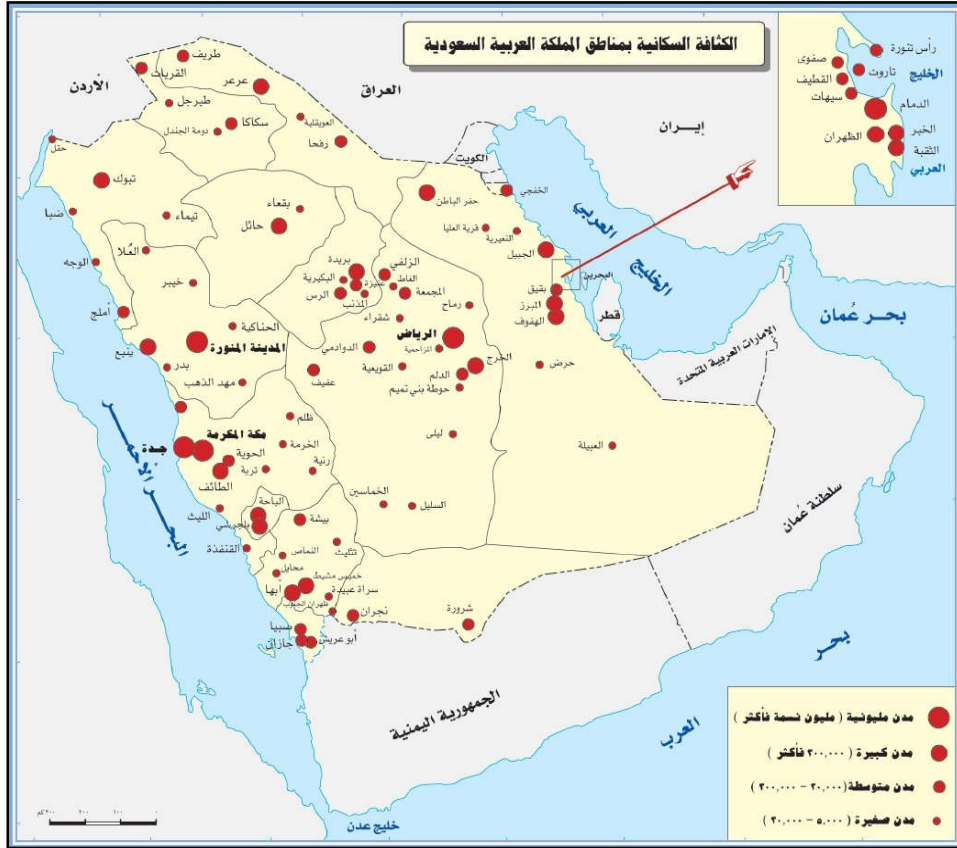 الكثافة السكانية بمناطق المملكة العربية السعودية
رأس تنورة
صفوى
تاروت
الخليج
القطيف
سيهات
الدمام
الظهران
الخبر
الثقبة
العربي
الأردن
العراق
إيران
الكويت
طريف
القريات
عرعر
طبرجل
سكاكا
دومة الجندل
العويقلية
رفحا
حقل
تبوك
ضبا
تيماء
بقعاء
حائل
حفر الباطن
الخفجي
قرية العليا
النعيرية
الجبيل
العربي
الخليج
البحرين
العُلا
الوجه
خيبر
بريدة
الزلفي
البكيرية
عنيزة
الغاط
الرس
المذنب
المجمعة
بقيق
المبرز
الهفوف
قطر
رماح
أملج
الحناكية
شقراء
المدينة المنورة
الرياض
ينبع
الدوادمي
المزاحمية
بدر
مهد الذهب
عفيف
القويعية
الخرج
الدلم
حوطة بني تميم
حرض
الإمارات العربية المتحدة
بحر عُمان
ظلم
مكة المكرمة
جدة
الحوية
الخرمة
ليلى
العبيلة
الطائف
تربة
رنية
البحر الأحمر
الليث
الباحة
بلجرشي
بيشة
الخماسين
السليل
سلطنة عُمان
القنفذة
النماص
تثليث
محايل
خميس مشيط
أبها
سراة عبيدة
ظهران الجنوب
نجران
شرورة
صبيا
جازان
أبو عريش
الجمهورية اليمنية
بحر
العرب
خليج عدن
مدن مليونية ( مليون نسمة فأكثر )
مدن كبيرة ( ٢٠٠,٠٠٠ فأكثر )
مدن متوسطة ( ٢٠,٠٠٠ – ٢٠٠,٠٠٠ )
مدن صغيرة ( ٥,٠٠٠ – ٢٠,٠٠٠ )